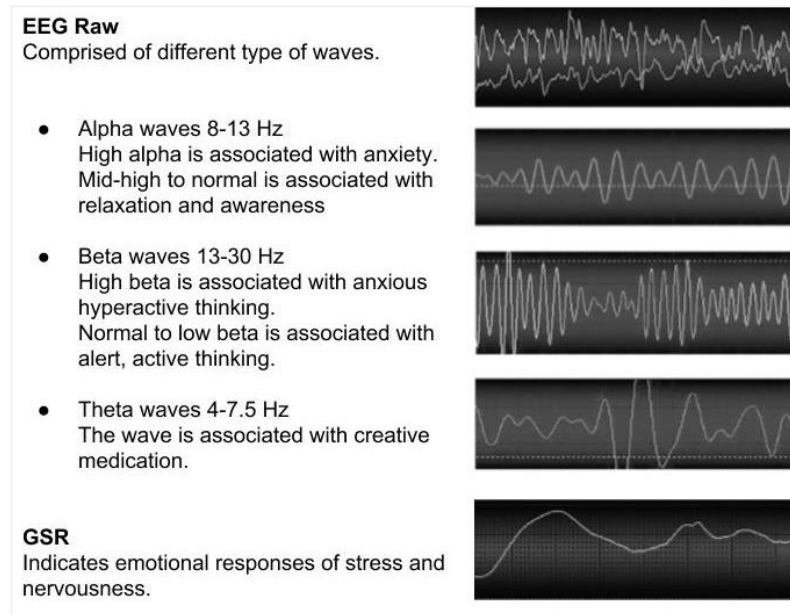 EEG Raw
Comprised of different type of waves.
● Alpha waves 8-13 Hz
High alpha is associated with anxiety.
Mid-high to normal is associated with
relaxation and awareness
● Beta waves 13-30 Hz
High beta is associated with anxious
hyperactive thinking.
Normal to low beta is associated with
alert, active thinking.
● Theta waves 4-7.5 Hz
The wave is associated with creative
medication.
GSR
Indicates emotional responses of stress and
nervousness.